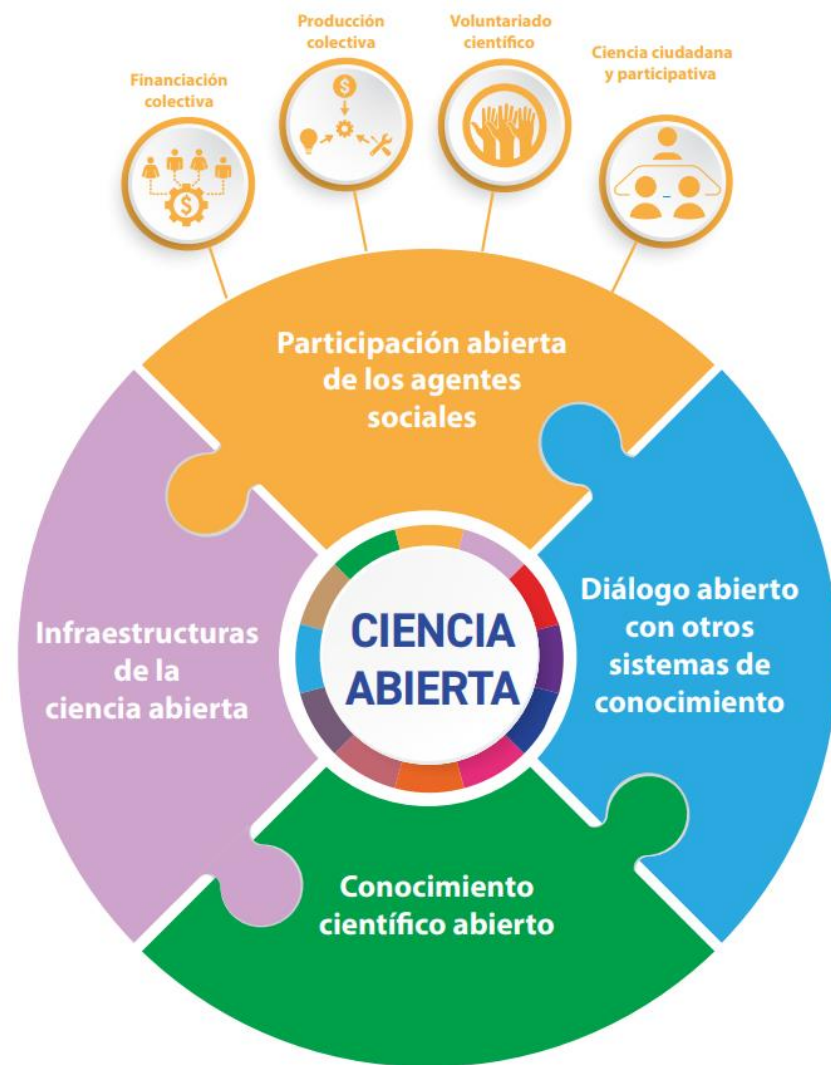 Financiación
colectiva
Producción
colectiva
Voluntariado
científico
Ciencia ciudadana
y participativa
$
$
Participación abierta
de los agentes
sociales
Infraestructuras
de la
ciencia abierta
CIENCIA
ABIERTA
Diálogo abierto
con otros
sistemas de
conocimiento
Conocimiento
científico abierto